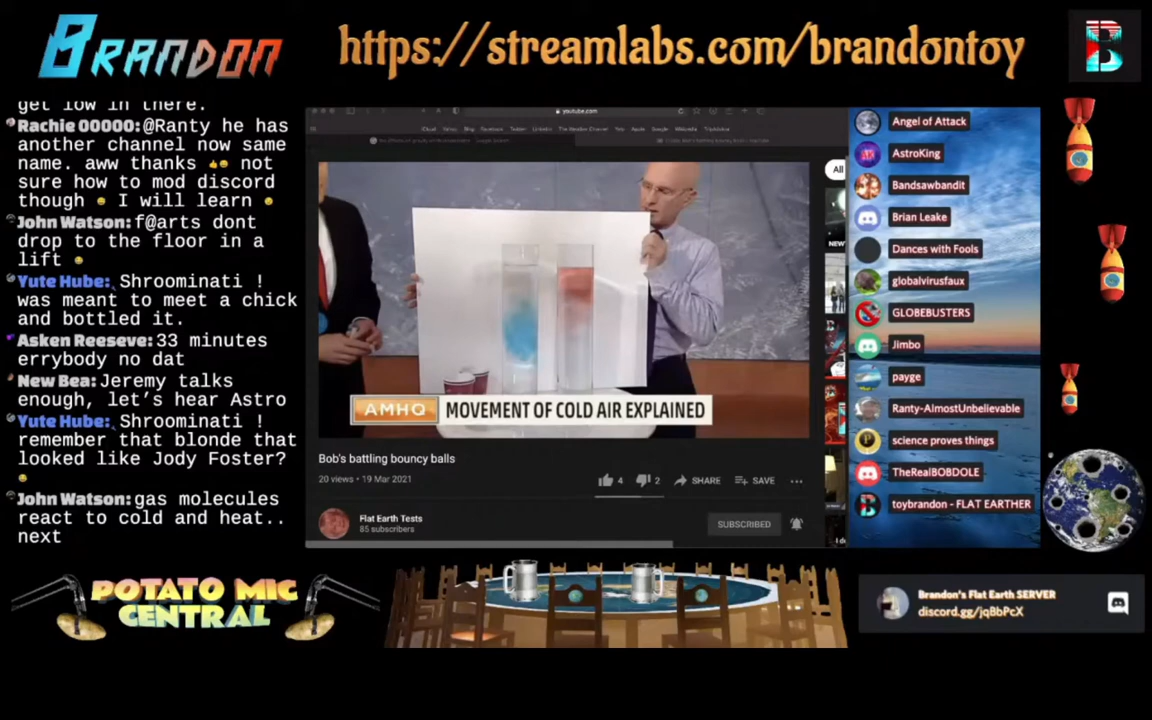 BRANDON
https://streamlabs.com/brandontoy
B
get low in there.
Rachie 00000: @Ranty he has
another channel now same
name. aww thanks not
sure how to mod discord
though I will learn
John Watson: f@arts dont
drop to the floor in a
lift
Yute Hube: Shroominati !
was meant to meet a chick
and bottled it.
Asken Reeseve: 33 minutes
errybody no dat
New Bea: Jeremy talks
enough, let's hear Astro
Yute Hube: Shroominati !
remember that blonde that
looked like Jody Foster?
John Watson: gas molecules
react to cold and heat..
next
youtube.com
All
NEW
AMHQ
MOVEMENT OF COLD AIR EXPLAINED
Bob's battling bouncy balls
20 views • 19 Mar 2021
4
2
SHARE
SAVE
Flat Earth Tests
85 subscribers
SUBSCRIBED
Angel of Attack
AstroKing
Bandsawbandit
Brian Leake
Dances with Fools
globalvirusfaux
GLOBEBUSTERS
Jimbo
payge
Ranty-AlmostUnbelievable
science proves things
TheRealBOBDOLE
toybrandon - FLAT EARTHER
POTATO MIC
CENTRAL
Brandon's Flat Earth SERVER
discord.gg/jqBbPcX